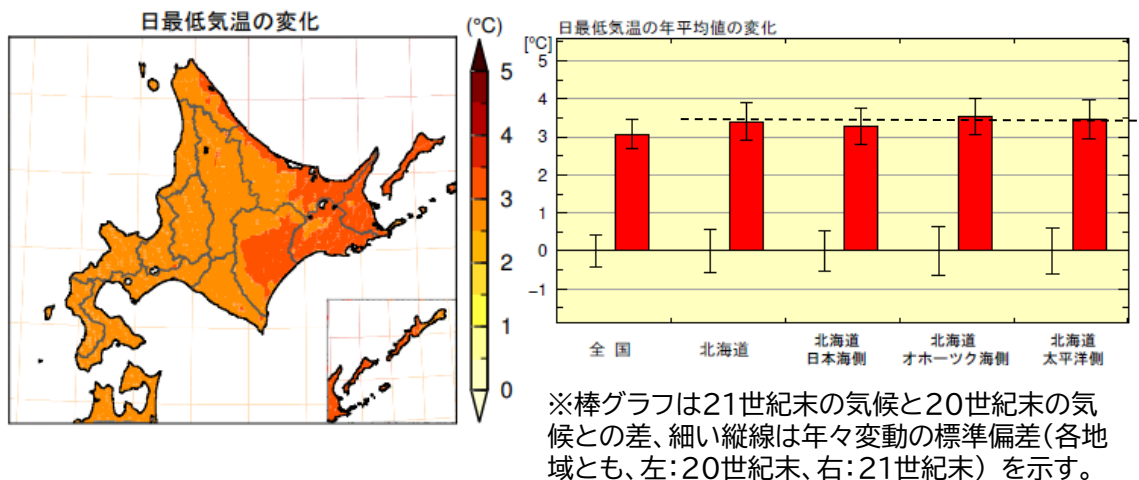 日最低気温の変化
(℃)
5
4
3
2
1
0
日最低気温の年平均値の変化
[℃]
5
4
3
2
1
0
−1
全 国
北海道
北海道
日本海側
北海道
オホーツク海側
北海道
太平洋側
※棒グラフは21世紀末の気候と20世紀末の気
候との差、細い縦線は年々変動の標準偏差(各地
域とも、左:20世紀末、右:21世紀末) を示す。